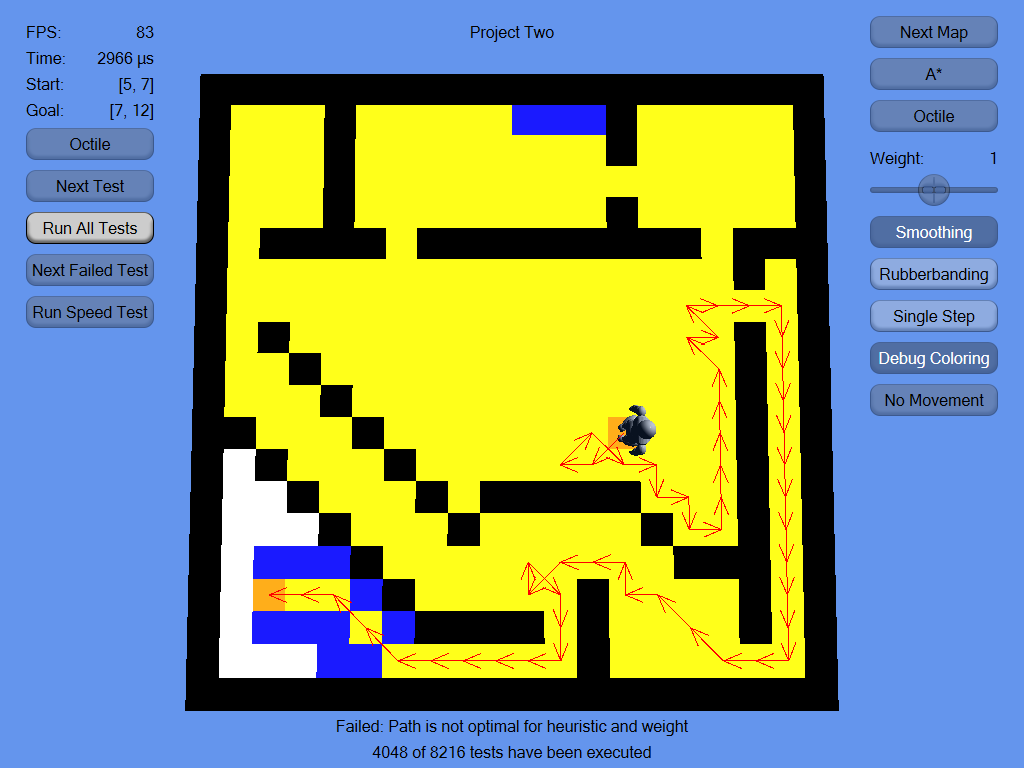 FPS: 83
Time: 2966 µs
Start: [5, 7]
Goal: [7, 12]
Octile
Next Test
Run All Tests
Next Failed Test
Run Speed Test
Project Two
Next Map
A*
Octile
Weight: 1
Smoothing
Rubberbanding
Single Step
Debug Coloring
No Movement
Failed: Path is not optimal for heuristic and weight
4048 of 8216 tests have been executed